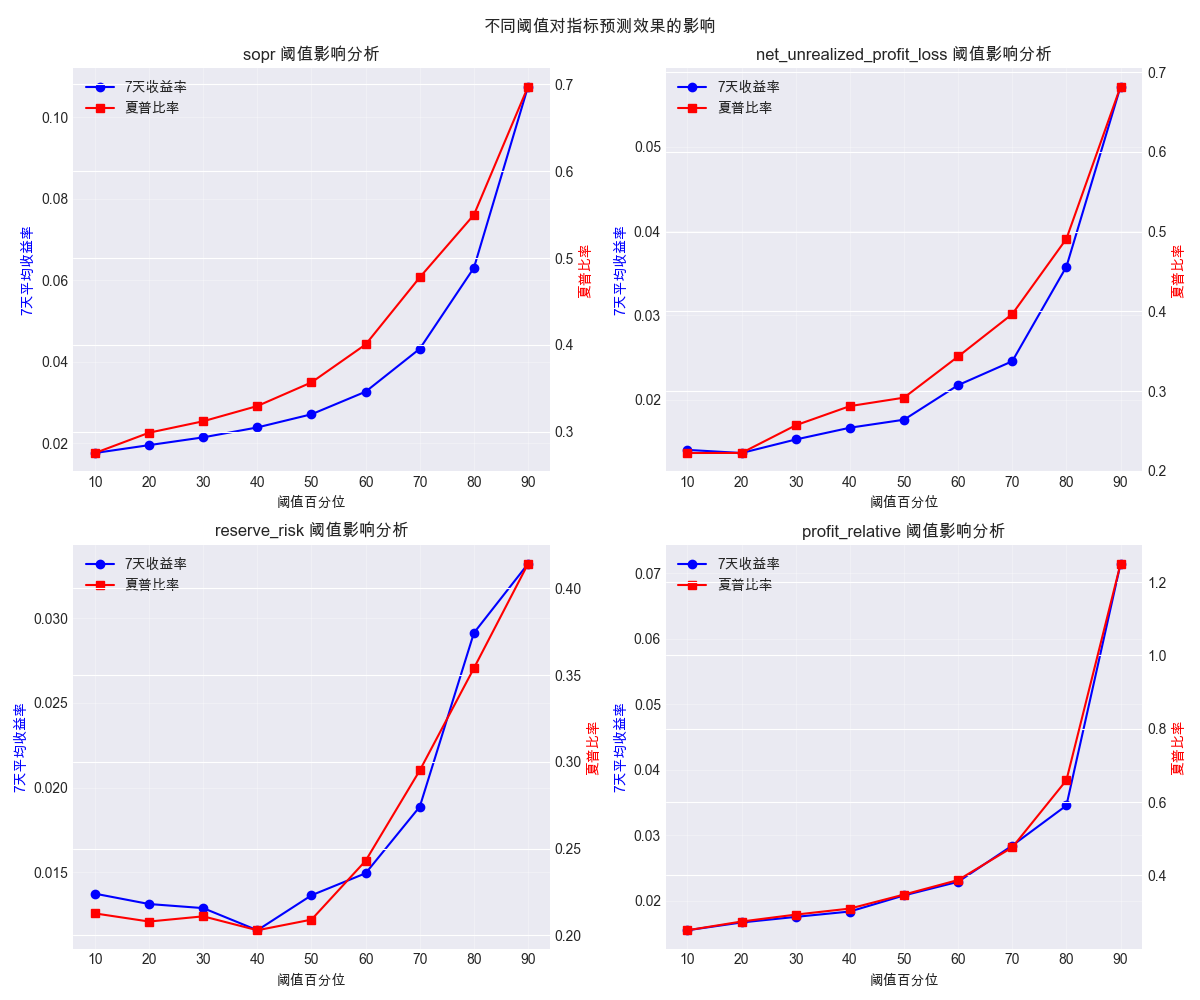 不同阈值对指标预测效果的影响
sopr 阈值影响分析
7天收益率
夏普比率
7天平均收益率
0.10
0.08
0.06
0.04
0.02
0.7
0.6
0.5
0.4
0.3
夏普比率
10 20 30 40 50 60 70 80 90
阈值百分位
net_unrealized_profit_loss 阈值影响分析
7天收益率
夏普比率
7天平均收益率
0.05
0.04
0.03
0.02
0.7
0.6
0.5
0.4
0.3
0.2
夏普比率
10 20 30 40 50 60 70 80 90
阈值百分位
reserve_risk 阈值影响分析
7天收益率
夏普比率
7天平均收益率
0.030
0.025
0.020
0.015
0.40
0.35
0.30
0.25
0.20
夏普比率
10 20 30 40 50 60 70 80 90
阈值百分位
profit_relative 阈值影响分析
7天收益率
夏普比率
7天平均收益率
0.07
0.06
0.05
0.04
0.03
0.02
1.2
1.0
0.8
0.6
0.4
夏普比率
10 20 30 40 50 60 70 80 90
阈值百分位